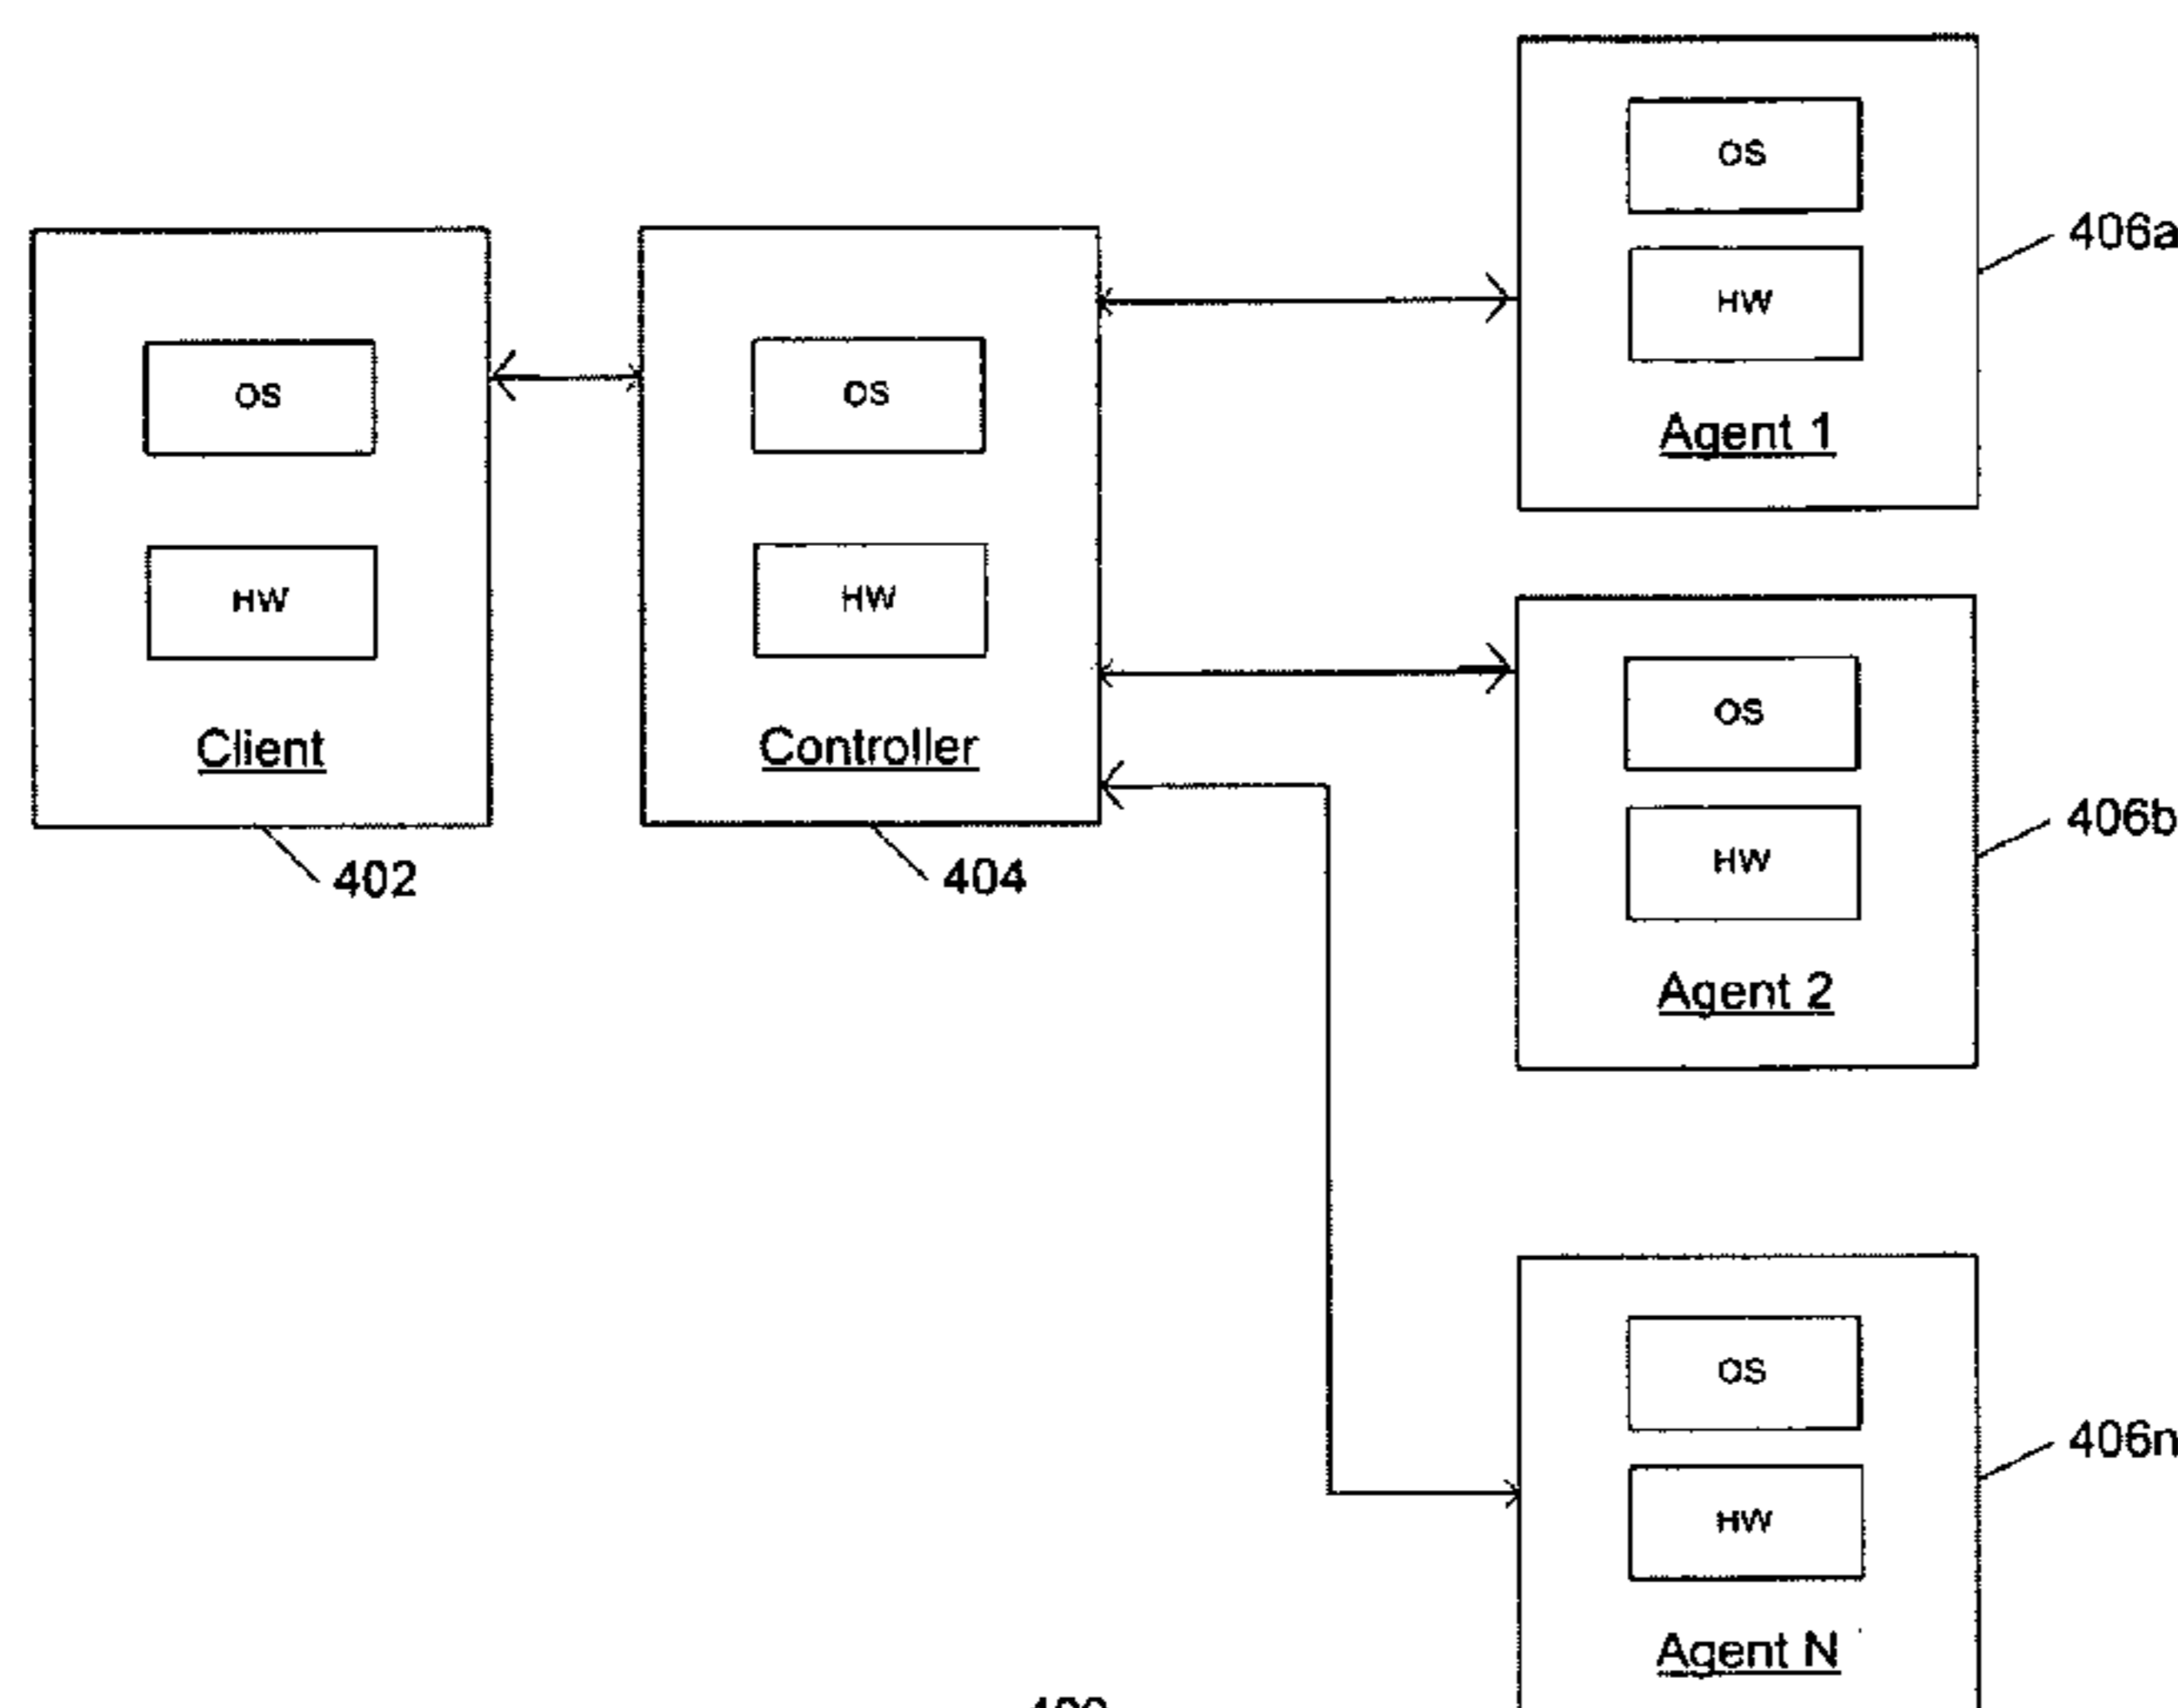 OS
HW
Client
402
OS
HW
Controller
404
OS
HW
Agent 1
406a
OS
HW
Agent 2
406b
OS
HW
Agent N
406n